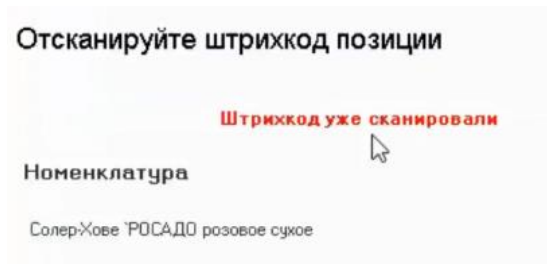 Отсканируйте штрихкод позиции
Штрихкод уже сканировали
Номенклатура
Солер-Хове `РОСАДО розовое сухое